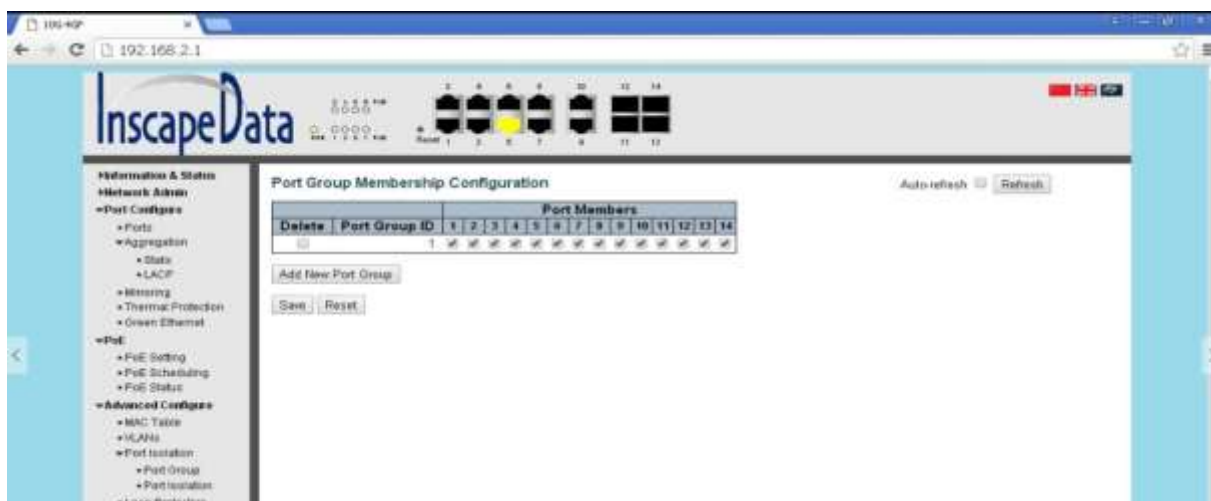 10G-4GP
192.168.2.1
InscapeData
Reset
Information & Status
Network Admin
Port Configure
Ports
Aggregation
Static
LACP
Mirroring
Thermal Protection
Green Ethernet
PoE
PoE Setting
PoE Scheduling
PoE Status
Advanced Configure
MAC Table
VLANs
Port Isolation
Port Group
Port Isolation
Port Group Membership Configuration
Auto-refresh Refresh
Port Members
Delete Port Group ID 1 2 3 4 5 6 7 8 9 10 11 12 13 14
1
Add New Port Group
Save Reset